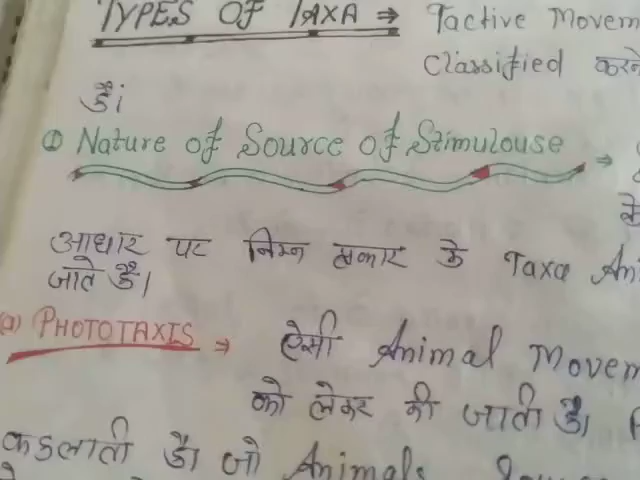 TYPES OF TAXA ⇒ Tactive Movem
Classified करने
हैं।
① Nature of Source of Stimulouse ⇒
के
आधार पर निम्न प्रकार के Taxa Ani
जाते हैं।
(a) PHOTOTAXIS ⇒ ऐसी Animal Movem
को लेकर की जाती है।
कहलाती है। जो Animals